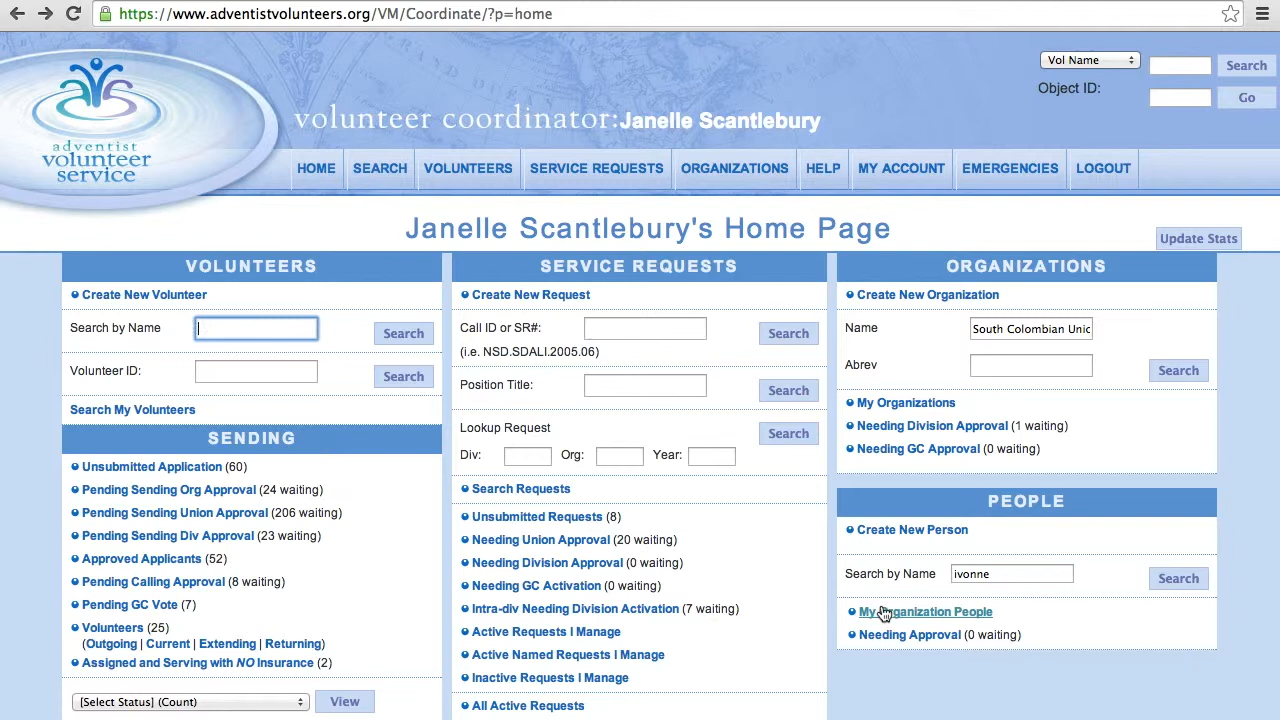 https://www.adventistvolunteers.org/VM/Coordinate/?p=home
Vol Name
Search
Object ID:
Go
adventist
volunteer
service
volunteer coordinator:Janelle Scantlebury
HOME
SEARCH
VOLUNTEERS
SERVICE REQUESTS
ORGANIZATIONS
HELP
MY ACCOUNT
EMERGENCIES
LOGOUT
Janelle Scantlebury's Home Page
Update Stats
VOLUNTEERS
Create New Volunteer
Search by Name
Search
Volunteer ID:
Search
Search My Volunteers
SENDING
Unsubmitted Application (60)
Pending Sending Org Approval (24 waiting)
Pending Sending Union Approval (206 waiting)
Pending Sending Div Approval (23 waiting)
Approved Applicants (52)
Pending Calling Approval (8 waiting)
Pending GC Vote (7)
Volunteers (25)
(Outgoing | Current | Extending | Returning)
Assigned and Serving with NO Insurance (2)
[Select Status] (Count)
View
SERVICE REQUESTS
Create New Request
Call ID or SR#:
Search
(i.e. NSD.SDALI.2005.06)
Position Title:
Search
Lookup Request
Search
Div:
Org:
Year:
Search Requests
Unsubmitted Requests (8)
Needing Union Approval (20 waiting)
Needing Division Approval (0 waiting)
Needing GC Activation (0 waiting)
Intra-div Needing Division Activation (7 waiting)
Active Requests | Manage
Active Named Requests | Manage
Inactive Requests | Manage
All Active Requests
ORGANIZATIONS
Create New Organization
Name
South Colombian Unic
Abrev
Search
My Organizations
Needing Division Approval (1 waiting)
Needing GC Approval (0 waiting)
PEOPLE
Create New Person
Search by Name
ivonne
Search
My Organization People
Needing Approval (0 waiting)